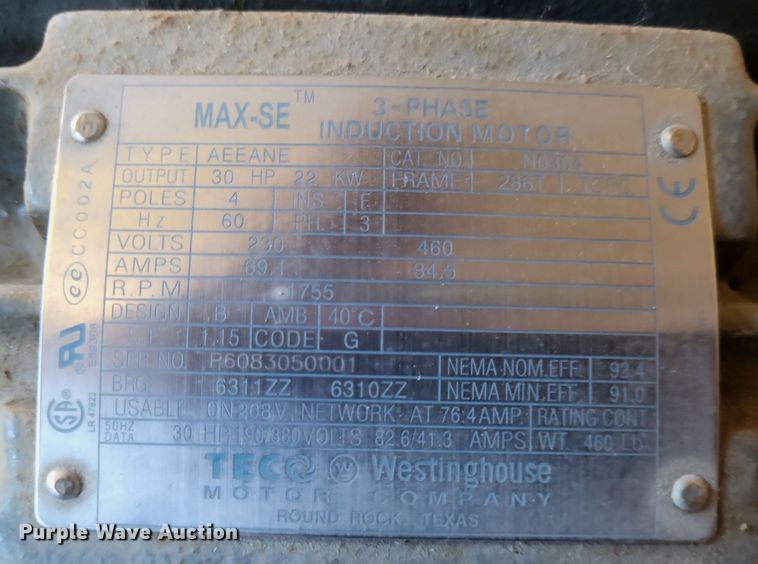 MAX-SE™ 3-PHASE INDUCTION MOTOR
TYPE AEEANE CAT. NO. N0304
OUTPUT 30 HP 22 KW FRAME 286T
POLES 4 INS. F
Hz 60 PH. 3
VOLTS 230 460
AMPS 69.1 34.5
R.P.M. 1755
DESIGN B AMB 40°C
S.F. 1.15 CODE G
SER. NO. P6083050001 NEMA NOM. EFF. 92.4
BRG. 6311ZZ 6310ZZ NEMA MIN. EFF. 91.0
USABLE ON 208V. NETWORK AT 76.4 AMP RATING CONT
50HZ DATA 30 HP 190/380 VOLTS 82.6/41.3 AMPS WT. 460 Lb
TECO W Westinghouse
MOTOR COMPANY
ROUND ROCK, TEXAS
ee CC002A
CE
LR 47823
Purple Wave Auction